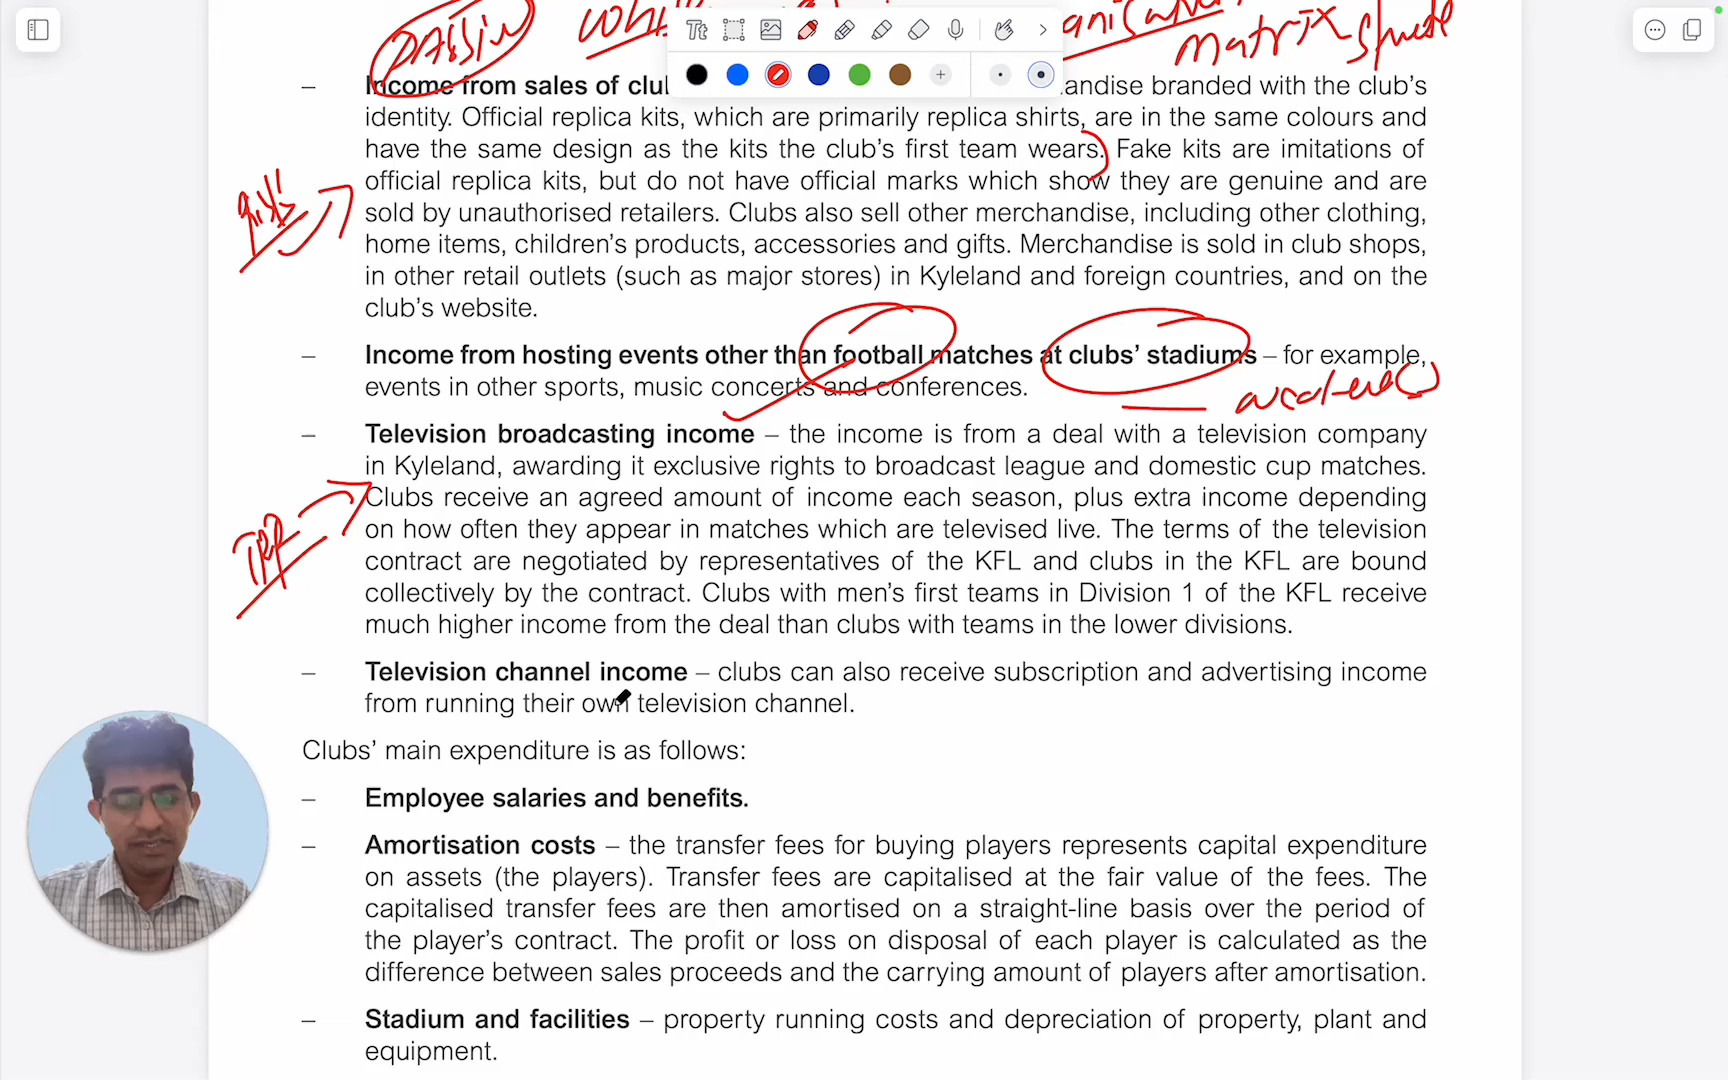 passion
matrix
Tt
– Income from sales of clu andise branded with the club’s
identity. Official replica kits, which are primarily replica shirts, are in the same colours and
have the same design as the kits the club’s first team wears. Fake kits are imitations of
official replica kits, but do not have official marks which show they are genuine and are
risks
sold by unauthorised retailers. Clubs also sell other merchandise, including other clothing,
home items, children’s products, accessories and gifts. Merchandise is sold in club shops,
in other retail outlets (such as major stores) in Kyleland and foreign countries, and on the
club’s website.
– Income from hosting events other than football matches at clubs’ stadiums – for example,
events in other sports, music concerts and conferences.
– Television broadcasting income – the income is from a deal with a television company
in Kyleland, awarding it exclusive rights to broadcast league and domestic cup matches.
Clubs receive an agreed amount of income each season, plus extra income depending
on how often they appear in matches which are televised live. The terms of the television
TRP
contract are negotiated by representatives of the KFL and clubs in the KFL are bound
collectively by the contract. Clubs with men’s first teams in Division 1 of the KFL receive
much higher income from the deal than clubs with teams in the lower divisions.
– Television channel income – clubs can also receive subscription and advertising income
from running their own television channel.
Clubs’ main expenditure is as follows:
– Employee salaries and benefits.
– Amortisation costs – the transfer fees for buying players represents capital expenditure
on assets (the players). Transfer fees are capitalised at the fair value of the fees. The
capitalised transfer fees are then amortised on a straight-line basis over the period of
the player’s contract. The profit or loss on disposal of each player is calculated as the
difference between sales proceeds and the carrying amount of players after amortisation.
– Stadium and facilities – property running costs and depreciation of property, plant and
equipment.